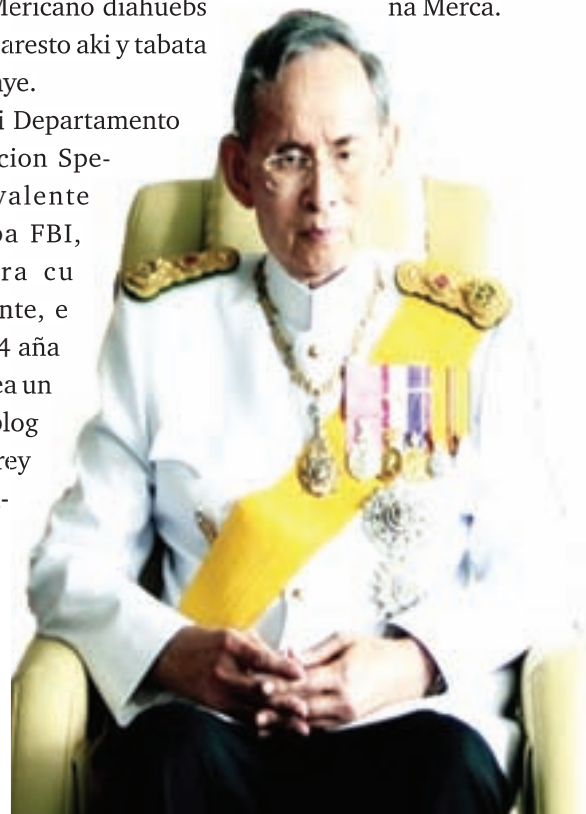 Mericano diahuebs
aresto aki y tabata
aye.
i Departamento
cion Spe-
valente
pa FBI,
ra cu
nte, e
4 aña
ea un
blog
rey
-
na Merca.